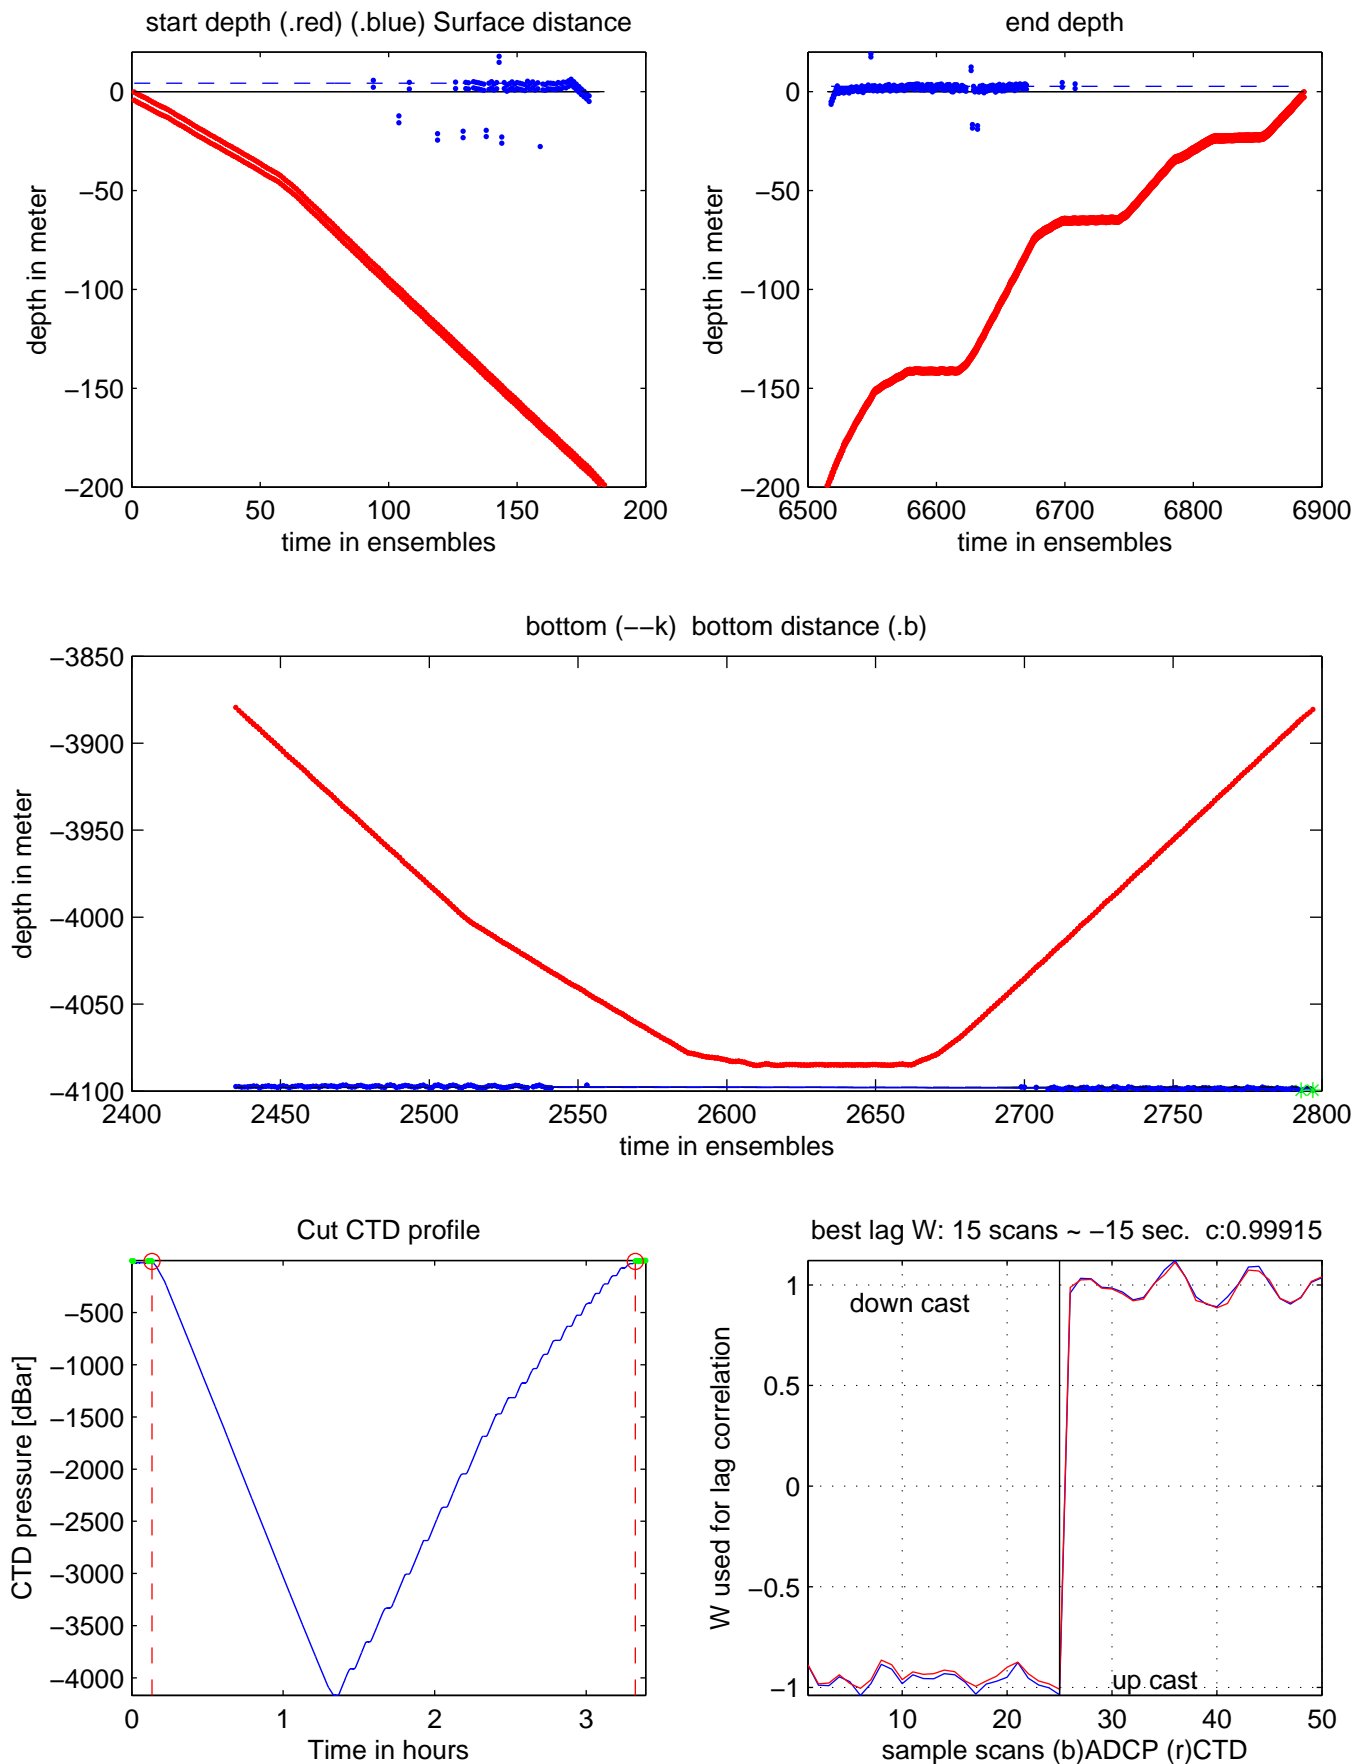 start depth (.red) (.blue) Surface distance
end depth
0
−50
−100
−150
−200
depth in meter
0 50 100 150 200
time in ensembles
0
−50
−100
−150
−200
depth in meter
6500 6600 6700 6800 6900
time in ensembles
bottom (−−k)  bottom distance (.b)
−3850
−3900
−3950
−4000
−4050
−4100
depth in meter
2400 2450 2500 2550 2600 2650 2700 2750 2800
time in ensembles
Cut CTD profile
−500
−1000
−1500
−2000
−2500
−3000
−3500
−4000
CTD pressure [dBar]
0 1 2 3
Time in hours
best lag W: 15 scans ~ −15 sec.  c:0.99915
1
0.5
0
−0.5
−1
W used for lag correlation
down cast
up cast
10 20 30 40 50
sample scans (b)ADCP (r)CTD